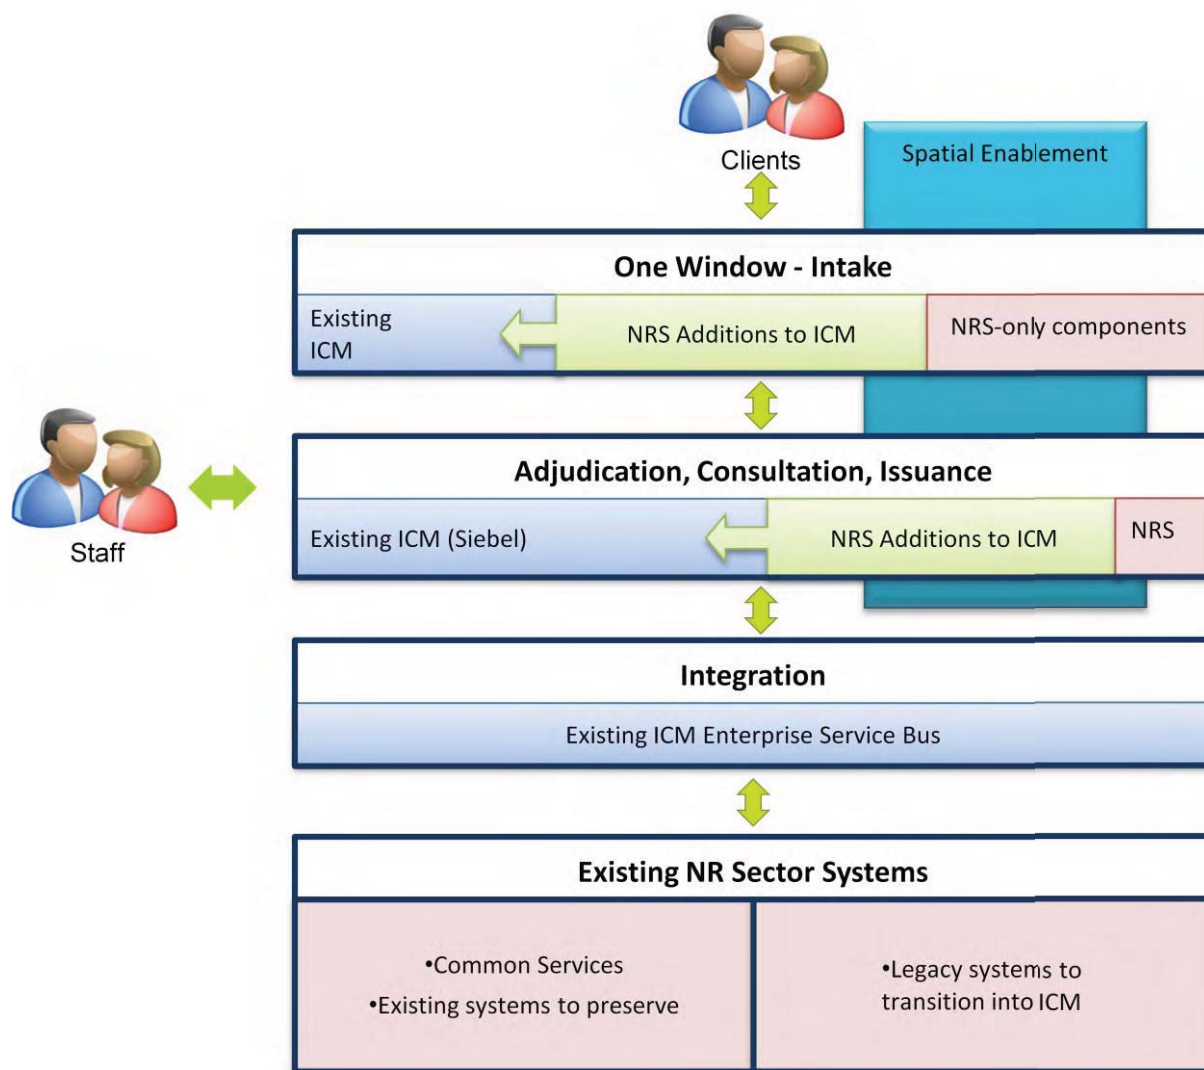 Clients
Spatial Enablement
One Window - Intake
Existing
ICM
NRS Additions to ICM
NRS-only components
Staff
Adjudication, Consultation, Issuance
Existing ICM (Siebel)
NRS Additions to ICM
NRS
Integration
Existing ICM Enterprise Service Bus
Existing NR Sector Systems
•Common Services
•Existing systems to preserve
•Legacy systems to
transition into ICM